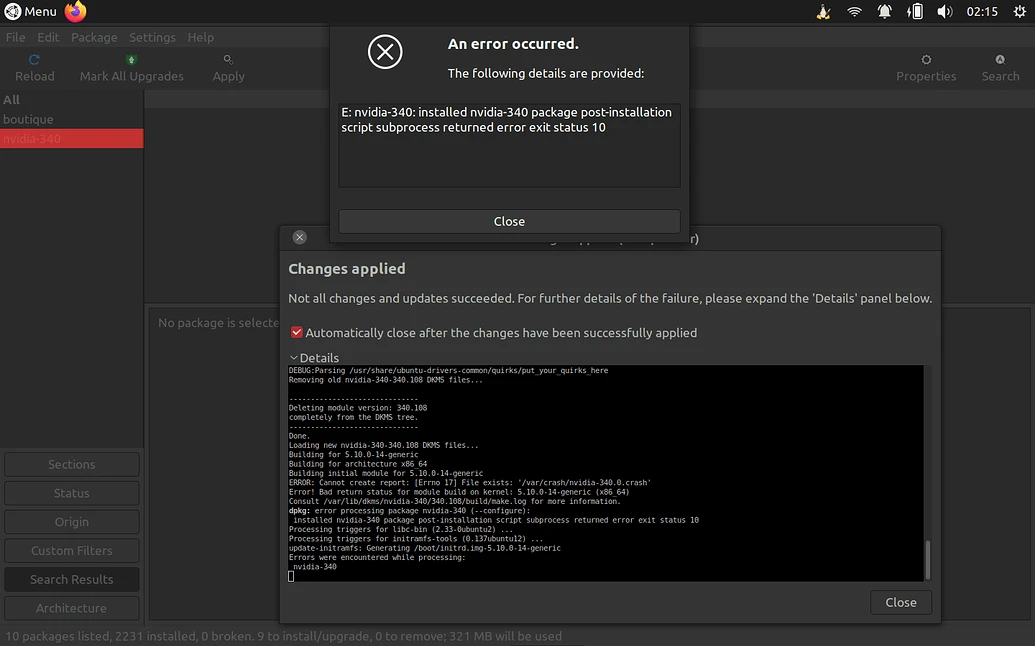 Menu
02:15
File Edit Package Settings Help
Reload Mark All Upgrades Apply Properties Search
An error occurred.
The following details are provided:
E: nvidia-340: installed nvidia-340 package post-installation
script subprocess returned error exit status 10
Close
All
boutique
nvidia-340
No package is selecte
Changes applied
Not all changes and updates succeeded. For further details of the failure, please expand the 'Details' panel below.
Automatically close after the changes have been successfully applied
Details
DEBUG:Parsing /usr/share/ubuntu-drivers-common/quirks/put_your_quirks_here
Removing old nvidia-340-340.108 DKMS files...
------------------------------
Deleting module version: 340.108
completely from the DKMS tree.
------------------------------
Done.
Loading new nvidia-340-340.108 DKMS files...
Building for 5.10.0-14-generic
Building for architecture x86_64
Building initial module for 5.10.0-14-generic
ERROR: Cannot create report: [Errno 17] File exists: '/var/crash/nvidia-340.0.crash'
Error! Bad return status for module build on kernel: 5.10.0-14-generic (x86_64)
Consult /var/lib/dkms/nvidia-340/340.108/build/make.log for more information.
dpkg: error processing package nvidia-340 (--configure):
installed nvidia-340 package post-installation script subprocess returned error exit status 10
Processing triggers for libc-bin (2.33-0ubuntu2) ...
Processing triggers for initramfs-tools (0.137ubuntu12) ...
update-initramfs: Generating /boot/initrd.img-5.10.0-14-generic
Errors were encountered while processing:
nvidia-340
Close
Sections
Status
Origin
Custom Filters
Search Results
Architecture
10 packages listed, 2231 installed, 0 broken. 9 to install/upgrade, 0 to remove; 321 MB will be used